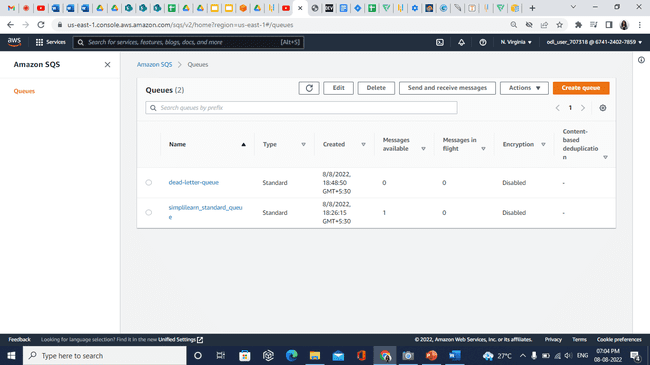 us-east-1.console.aws.amazon.com/sqs/v2/home?region=us-east-1#/queues
aws
Services
Search for services, features, blogs, docs, and more
[Alt+S]
N. Virginia
odl_user_707318 @ 6741-2402-7859
Amazon SQS
Queues
Amazon SQS
Queues
Queues (2)
Edit
Delete
Send and receive messages
Actions
Create queue
Search queues by prefix
1
Name
Type
Created
Messages available
Messages in flight
Encryption
Content-based deduplication
dead-letter-queue
Standard
8/8/2022, 18:48:50 GMT+5:30
0
0
Disabled
-
simplilearn_standard_queue
Standard
8/8/2022, 18:26:15 GMT+5:30
1
0
Disabled
-
Feedback
Looking for language selection? Find it in the new Unified Settings
© 2022, Amazon Web Services, Inc. or its affiliates.
Privacy
Terms
Cookie preferences
Type here to search
27°C
ENG
07:04 PM
08-08-2022